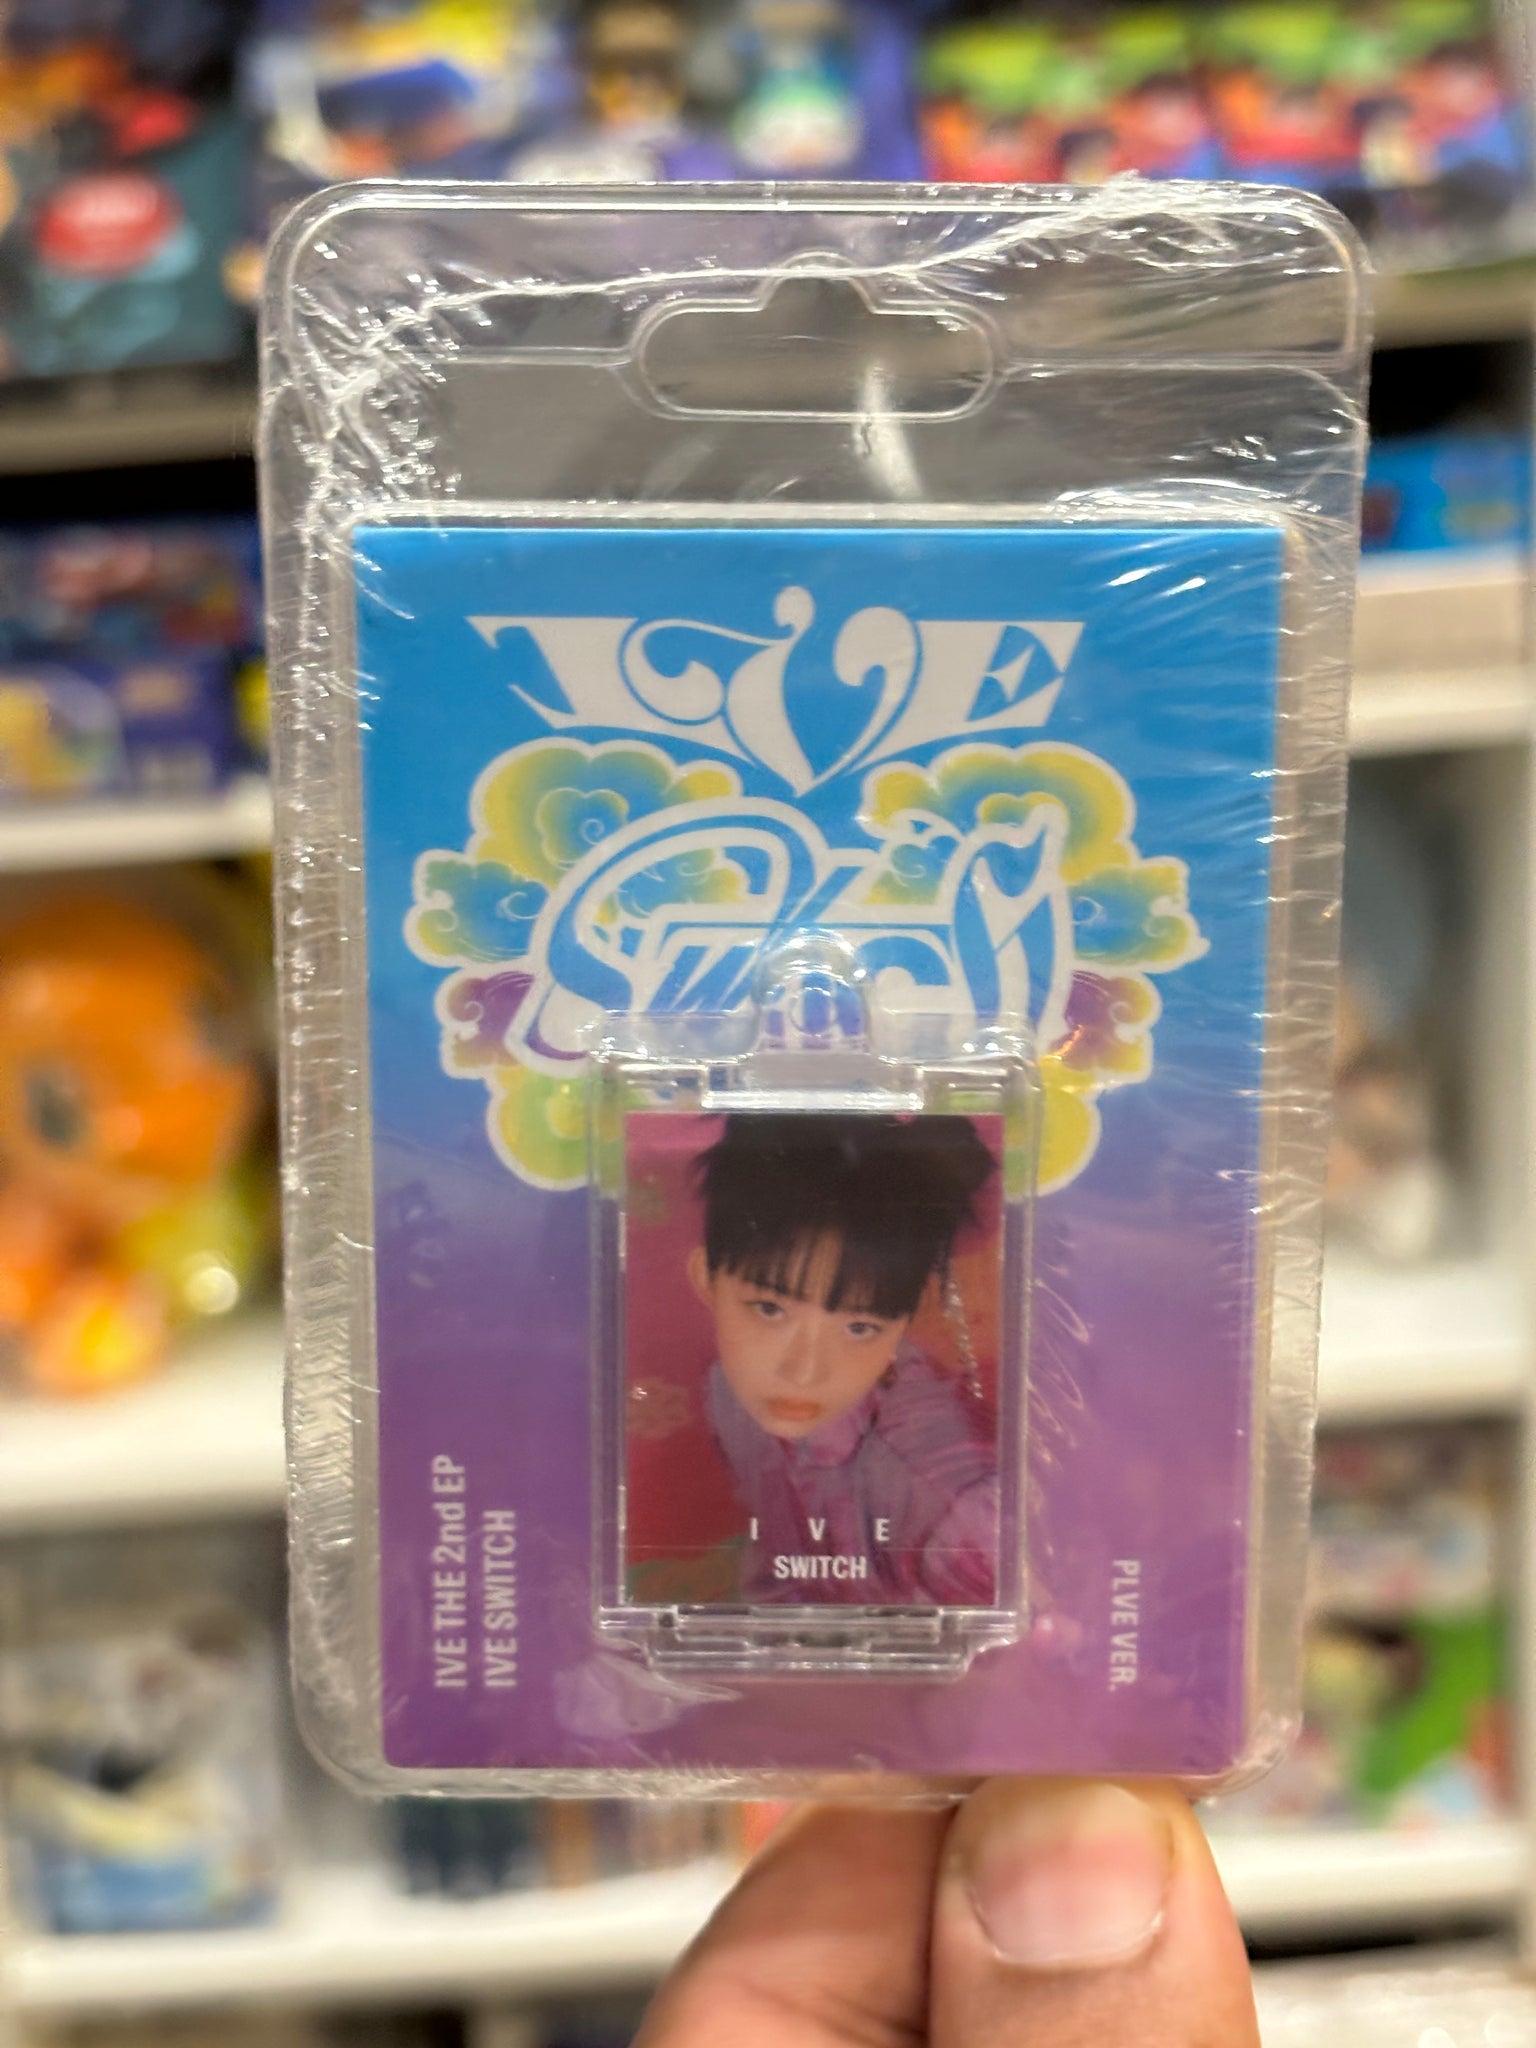 IVE
Switch
I V E
SWITCH
IVE THE 2nd EP
IVE SWITCH
PLVE VER.